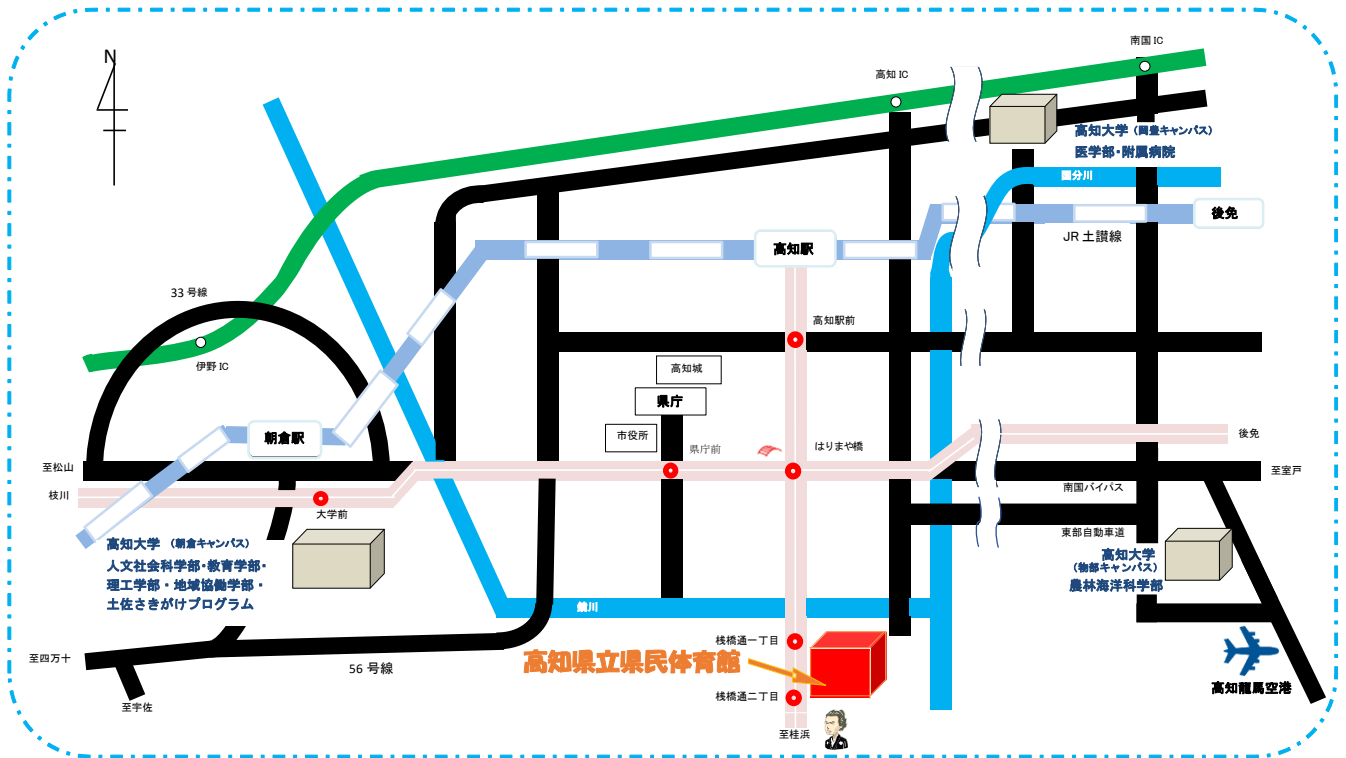 N
南国 IC
高知 IC
高知大学 (岡豊キャンパス)
医学部・附属病院
国分川
後免
JR 土讃線
高知駅
33 号線
伊野 IC
高知駅前
高知城
県庁
市役所
県庁前
はりまや橋
朝倉駅
後免
至松山
至室戸
枝川
大学前
南国バイパス
東部自動車道
高知大学 (朝倉キャンパス)
人文社会科学部・教育学部・
理工学部・地域協働学部・
土佐さきがけプログラム
高知大学
(物部キャンパス)
農林海洋科学部
鏡川
桟橋通一丁目
高知県立県民体育館
至四万十
56 号線
桟橋通二丁目
高知龍馬空港
至宇佐
至桂浜